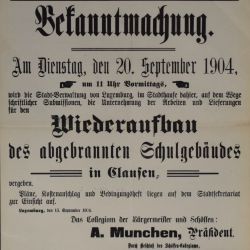 Bekanntmachung.
Am Dienstag, den 20. September 1904,
um 11 Uhr Vormittags,
wird die Stadt-Verwaltung von Luxemburg, im Stadthause dahier, auf dem Wege
schriftlicher Submissionen, die Unternehmung der Arbeiten und Lieferungen
für den
Wiederaufbau
des abgebrannten Schulgebäudes
in Clausen,
vergeben.
Pläne, Kostenanschlag und Bedingungsheft liegen auf dem Stadtsekretariat
zur Einsicht auf.
Luxemburg, den 13. September 1904.
Das Collegium der Bürgermeister und Schöffen:
A. Munchen, Präsident.